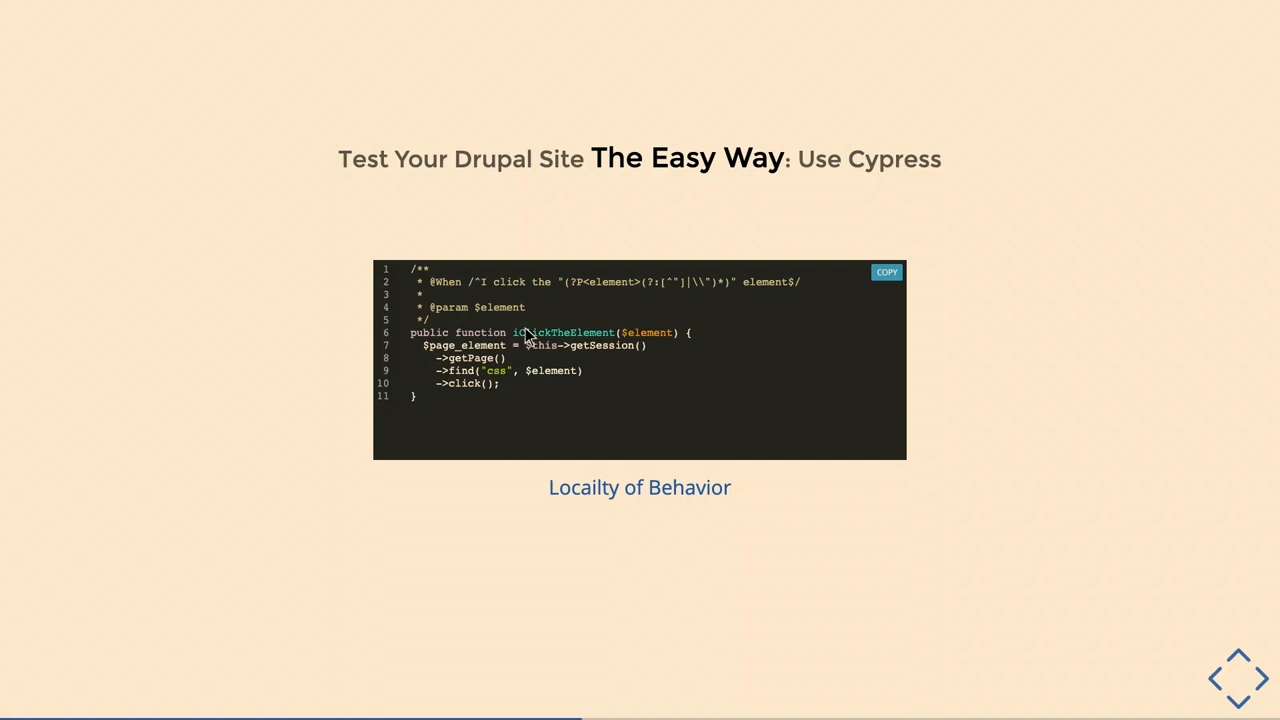 Test Your Drupal Site The Easy Way: Use Cypress
COPY
1 /**
2 * @When /^I click the "(?P<element>(?:[^"]|\\")*)" element$/
3 *
4 * @param $element
5 */
6 public function iClickTheElement($element) {
7 $page_element = $this->getSession()
8 ->getPage()
9 ->find("css", $element)
10 ->click();
11 }
Locailty of Behavior